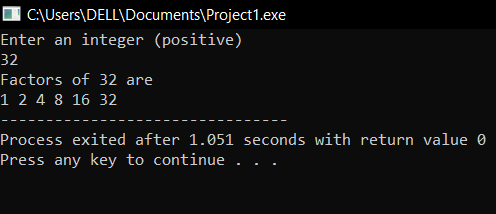 C:\Users\DELL\Documents\Project1.exe
Enter an integer (positive)
32
Factors of 32 are
1 2 4 8 16 32
--------------------------------
Process exited after 1.051 seconds with return value 0
Press any key to continue . . .